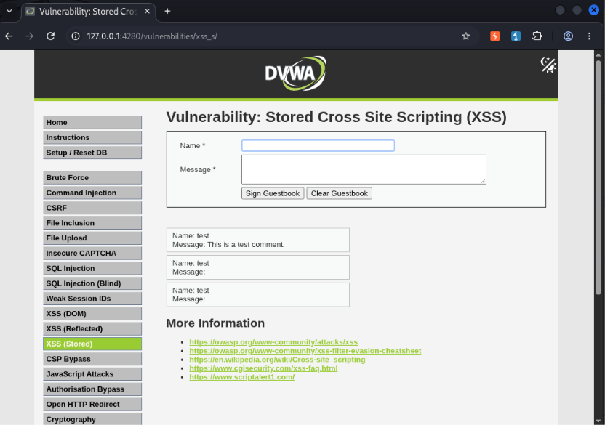 Vulnerability: Stored Cros
127.0.0.1:4280/vulnerabilities/xss_s/
DVWA
Home
Instructions
Setup / Reset DB
Brute Force
Command Injection
CSRF
File Inclusion
File Upload
Insecure CAPTCHA
SQL Injection
SQL Injection (Blind)
Weak Session IDs
XSS (DOM)
XSS (Reflected)
XSS (Stored)
CSP Bypass
JavaScript Attacks
Authorisation Bypass
Open HTTP Redirect
Cryptography
Vulnerability: Stored Cross Site Scripting (XSS)
Name *
Message *
Sign Guestbook Clear Guestbook
Name: test
Message: This is a test comment.
Name: test
Message:
Name: test
Message:
More Information
https://owasp.org/www-community/attacks/xss
https://owasp.org/www-community/xss-filter-evasion-cheatsheet
https://en.wikipedia.org/wiki/Cross-site_scripting
https://www.cgisecurity.com/xss-faq.html
https://www.scriptalert1.com/